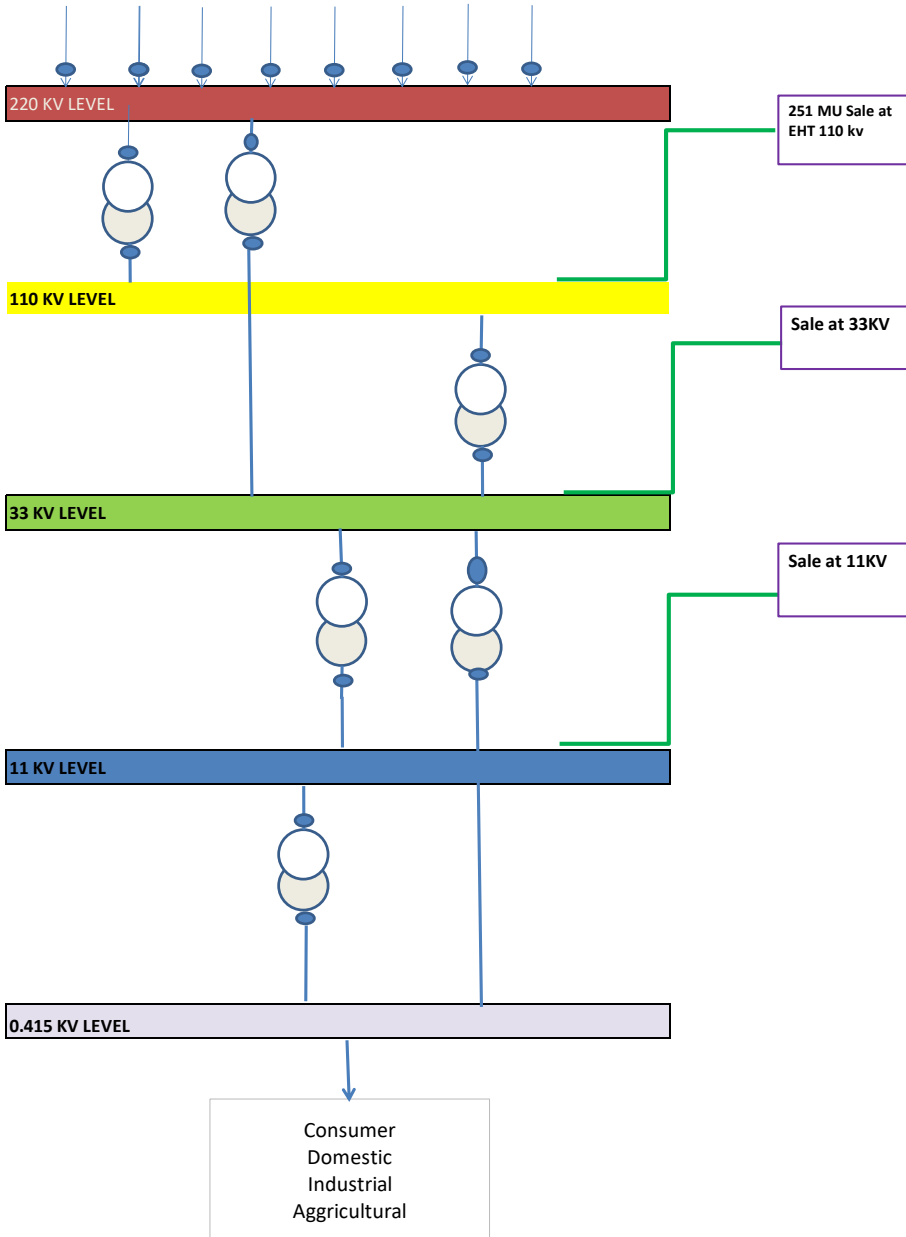 220 KV LEVEL
251 MU Sale at
EHT 110 kv
110 KV LEVEL
Sale at 33KV
33 KV LEVEL
Sale at 11KV
11 KV LEVEL
0.415 KV LEVEL
Consumer
Domestic
Industrial
Aggricultural